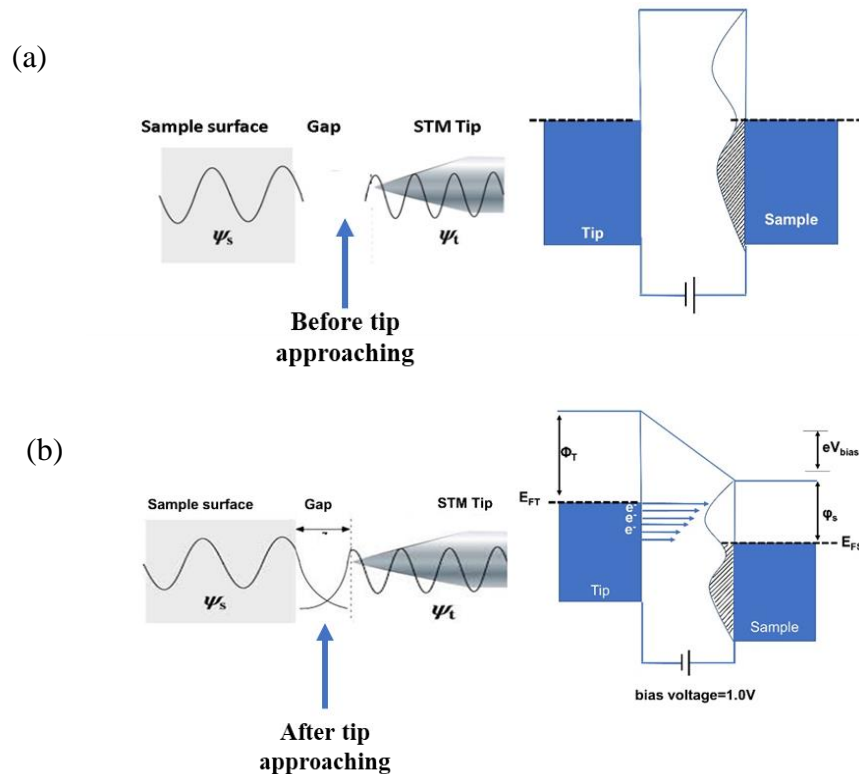 (a)
Sample surface Gap STM Tip
ψs ψt
Before tip
approaching
Tip Sample
(b)
Sample surface Gap STM Tip
ψs ψt
After tip
approaching
ΦT
eVbias
EFT
e-
e-
e-
φs
EFS
Tip
Sample
bias voltage=1.0V